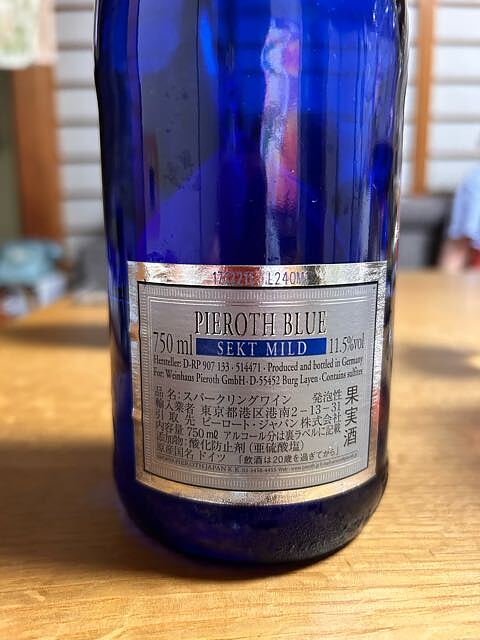 PIEROTH BLUE
750 ml SEKT MILD 11.5%vol
Hersteller: D-RP 907 133 · 514471 · Produced and bottled in Germany
For: Weinhaus Pieroth GmbH · D-55452 Burg Layen · Contains sulfites
品名:スパークリングワイン 発泡性
輸入業者 東京都港区港南2-13-31
引取先 ピーロート・ジャパン株式会社
内容量 750㎖ アルコール分は裏ラベルに記載
添加物:酸化防止剤(亜硫酸塩)
原産国名:ドイツ 「飲酒は20歳を過ぎてから」
果実酒
PIEROTH JAPAN K.K.